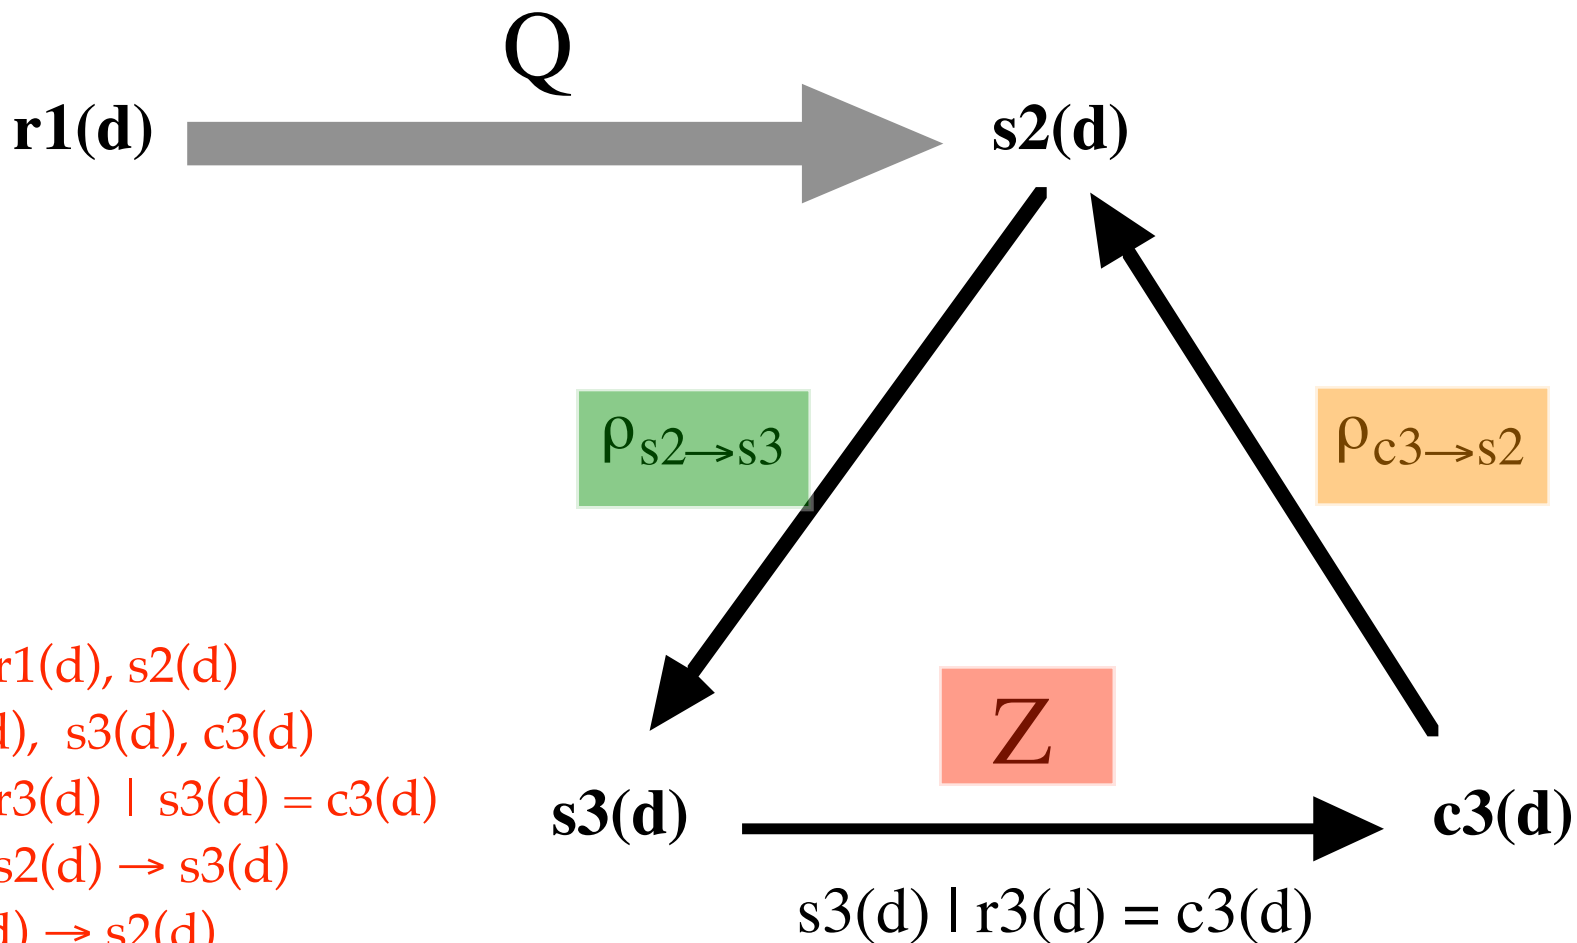 Q
r1(d)
s2(d)
ρs2→s3
ρc3→s2
r1(d), s2(d)
d), s3(d), c3(d)
r3(d) | s3(d) = c3(d)
s2(d) → s3(d)
d) → s2(d)
Z
s3(d)
c3(d)
s3(d) | r3(d) = c3(d)